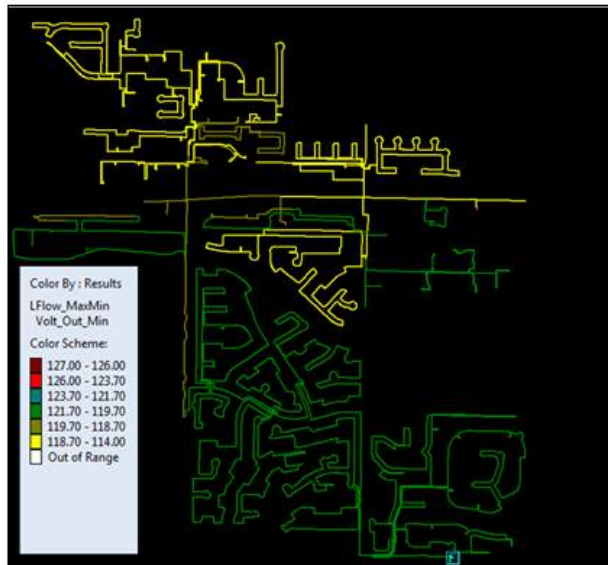 Color By : Results
LFlow_MaxMin
Volt_Out_Min
Color Scheme:
127.00 - 126.00
126.00 - 123.70
123.70 - 121.70
121.70 - 119.70
119.70 - 118.70
118.70 - 114.00
Out of Range